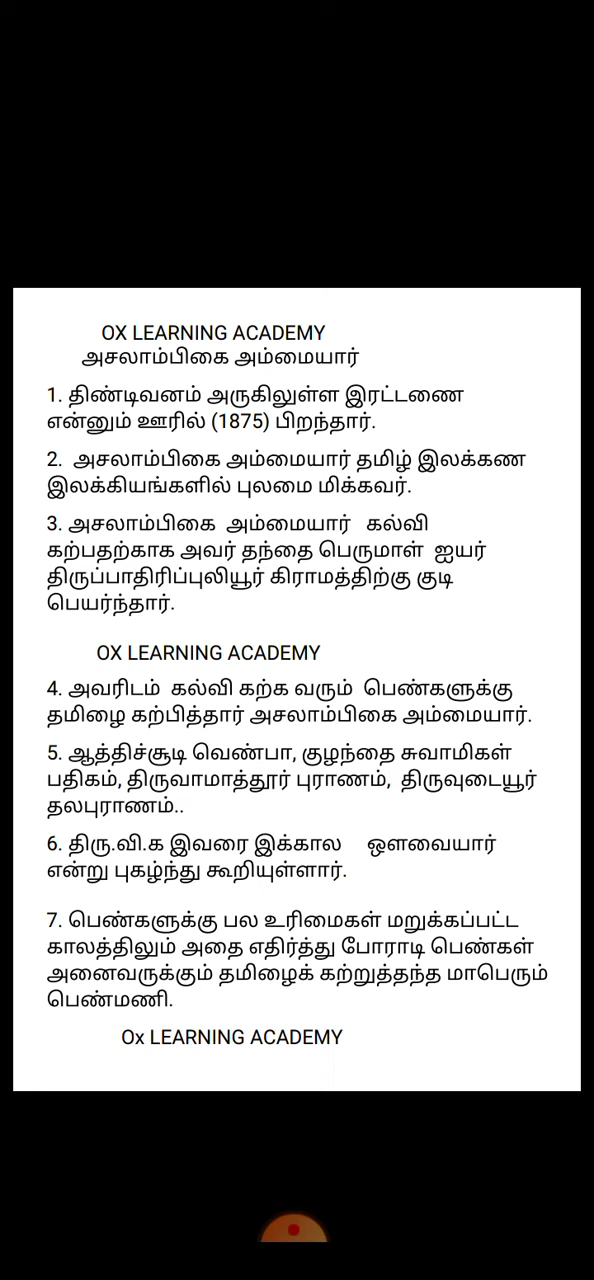 OX LEARNING ACADEMY
அசலாம்பிகை அம்மையார்
1. திண்டிவனம் அருகிலுள்ள இரட்டணை
என்னும் ஊரில் (1875) பிறந்தார்.
2. அசலாம்பிகை அம்மையார் தமிழ் இலக்கண
இலக்கியங்களில் புலமை மிக்கவர்.
3. அசலாம்பிகை அம்மையார் கல்வி
கற்பதற்காக அவர் தந்தை பெருமாள் ஐயர்
திருப்பாதிரிப்புலியூர் கிராமத்திற்கு குடி
பெயர்ந்தார்.
OX LEARNING ACADEMY
4. அவரிடம் கல்வி கற்க வரும் பெண்களுக்கு
தமிழை கற்பித்தார் அசலாம்பிகை அம்மையார்.
5. ஆத்திச்சூடி வெண்பா, குழந்தை சுவாமிகள்
பதிகம், திருவாமாத்தூர் புராணம், திருவுடையூர்
தலபுராணம்..
6. திரு.வி.க இவரை இக்கால ஔவையார்
என்று புகழ்ந்து கூறியுள்ளார்.
7. பெண்களுக்கு பல உரிமைகள் மறுக்கப்பட்ட
காலத்திலும் அதை எதிர்த்து போராடி பெண்கள்
அனைவருக்கும் தமிழைக் கற்றுத்தந்த மாபெரும்
பெண்மணி.
Ox LEARNING ACADEMY